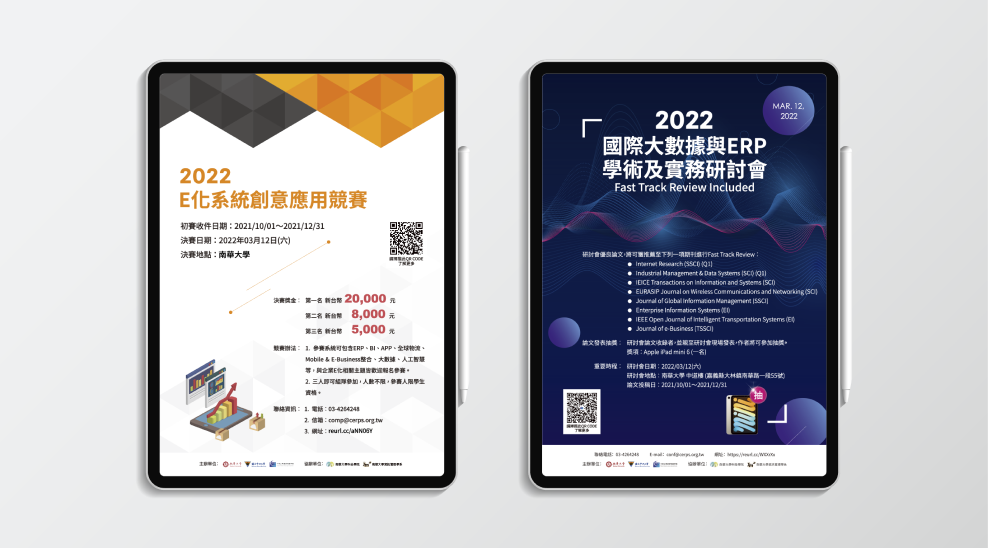 2022
E化系統創意應用競賽
初賽收件日期：2021/10/01～2021/12/31
決賽日期：2022年03月12日(六)
決賽地點：南華大學
請掃描此QR CODE
了解更多
決賽獎金： 第一名 新台幣 20,000 元
第二名 新台幣 8,000 元
第三名 新台幣 5,000 元
競賽辦法： 1. 參賽系統可包含ERP、BI、APP、全球物流、
Mobile & E-Business整合、大數據、人工智慧
等，與企業E化相關主題皆歡迎報名參賽。
2. 三人即可組隊參加，人數不限，參賽人限學生
資格。
聯絡資訊： 1. 電話：03-4264248
2. 信箱：comp@cerps.org.tw
3. 網址：reurl.cc/aNN06Y
主辦單位：
協辦單位：
MAR. 12,
2022
2022
國際大數據與ERP
學術及實務研討會
Fast Track Review Included
研討會優良論文，將可獲推薦至下列一項期刊進行Fast Track Review：
● Internet Research (SSCI) (Q1)
● Industrial Management & Data Systems (SCI) (Q1)
● IEICE Transactions on Information and Systems (SCI)
● EURASIP Journal on Wireless Communications and Networking (SCI)
● Journal of Global Information Management (SSCI)
● Enterprise Information Systems (EI)
● IEEE Open Journal of Intelligent Transportation Systems (EI)
● Journal of e-Business (TSSCI)
論文發表抽獎： 研討會論文收錄者，並親至研討會現場發表，作者將可參加抽獎。
獎項：Apple iPad mini 6 (一名)
重要時程： 研討會日期：2022/03/12(六)
研討會地點：南華大學 中道樓 (嘉義縣大林鎮南華路一段55號)
論文投稿日：2021/10/01～2021/12/31
抽
請掃描此QR CODE
了解更多
聯絡電話：03-4264248 E-mail：conf@cerps.org.tw 網址：https://reurl.cc/
主辦單位：
協辦單位：